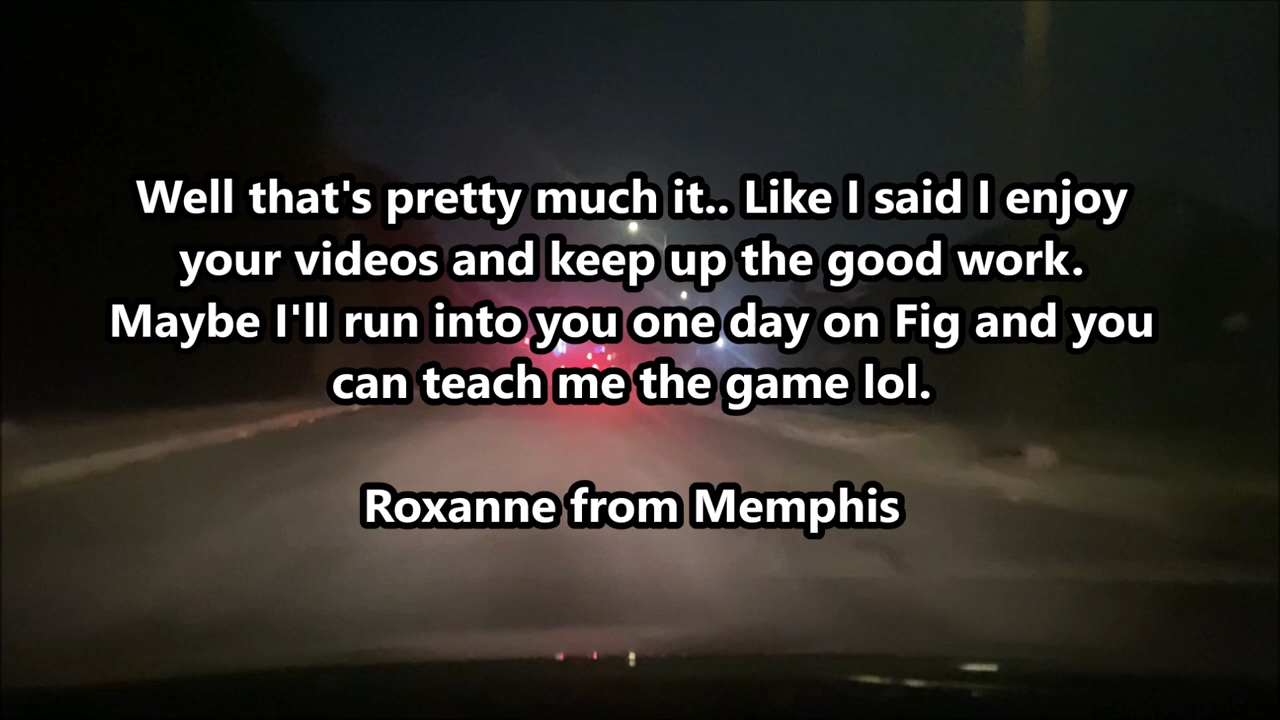 Well that's pretty much it.. Like I said I enjoy
your videos and keep up the good work.
Maybe I'll run into you one day on Fig and you
can teach me the game lol.
Roxanne from Memphis